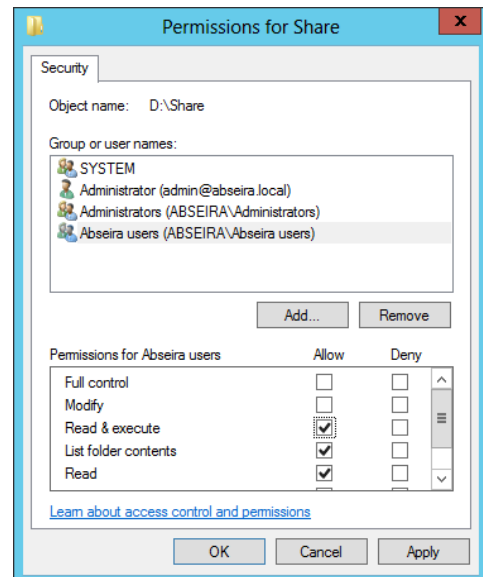 Permissions for Share
x
Security
Object name: D:\Share
Group or user names:
SYSTEM
Administrator (admin@abseira.local)
Administrators (ABSEIRA\Administrators)
Abseira users (ABSEIRA\Abseira users)
Add... Remove
Permissions for Abseira users Allow Deny
Full control
Modify
Read & execute
List folder contents
Read
Learn about access control and permissions
OK Cancel Apply